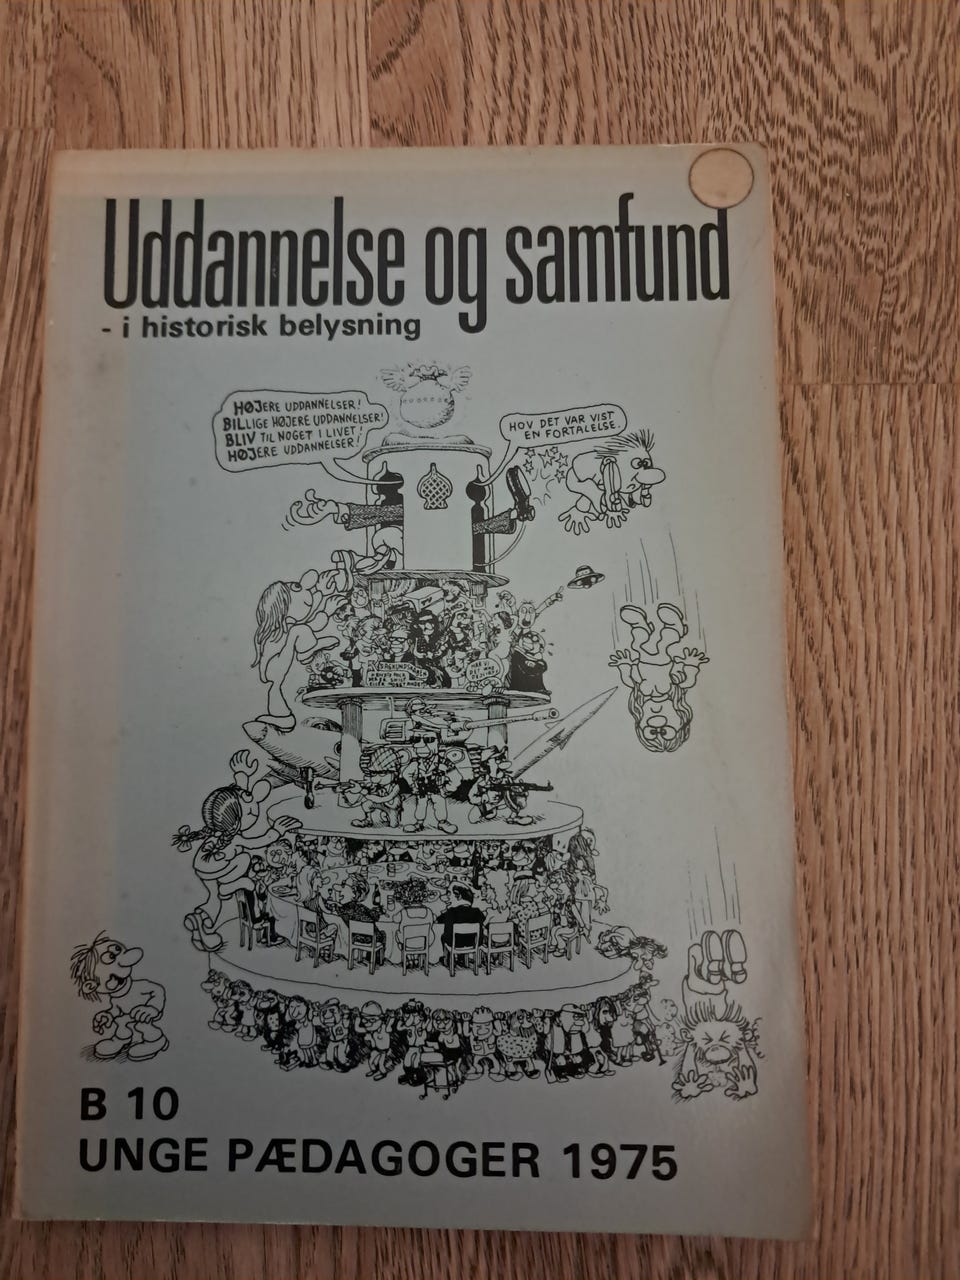 Uddannelse og samfund
- i historisk belysning
HØJERE UDDANNELSER!
BILLIGE HØJERE UDDANNELSER!
BLIV TIL NOGET I LIVET!
HØJERE UDDANNELSER!
HOV DET VAR VIST
EN FORTALELSE.
B 10
UNGE PÆDAGOGER 1975